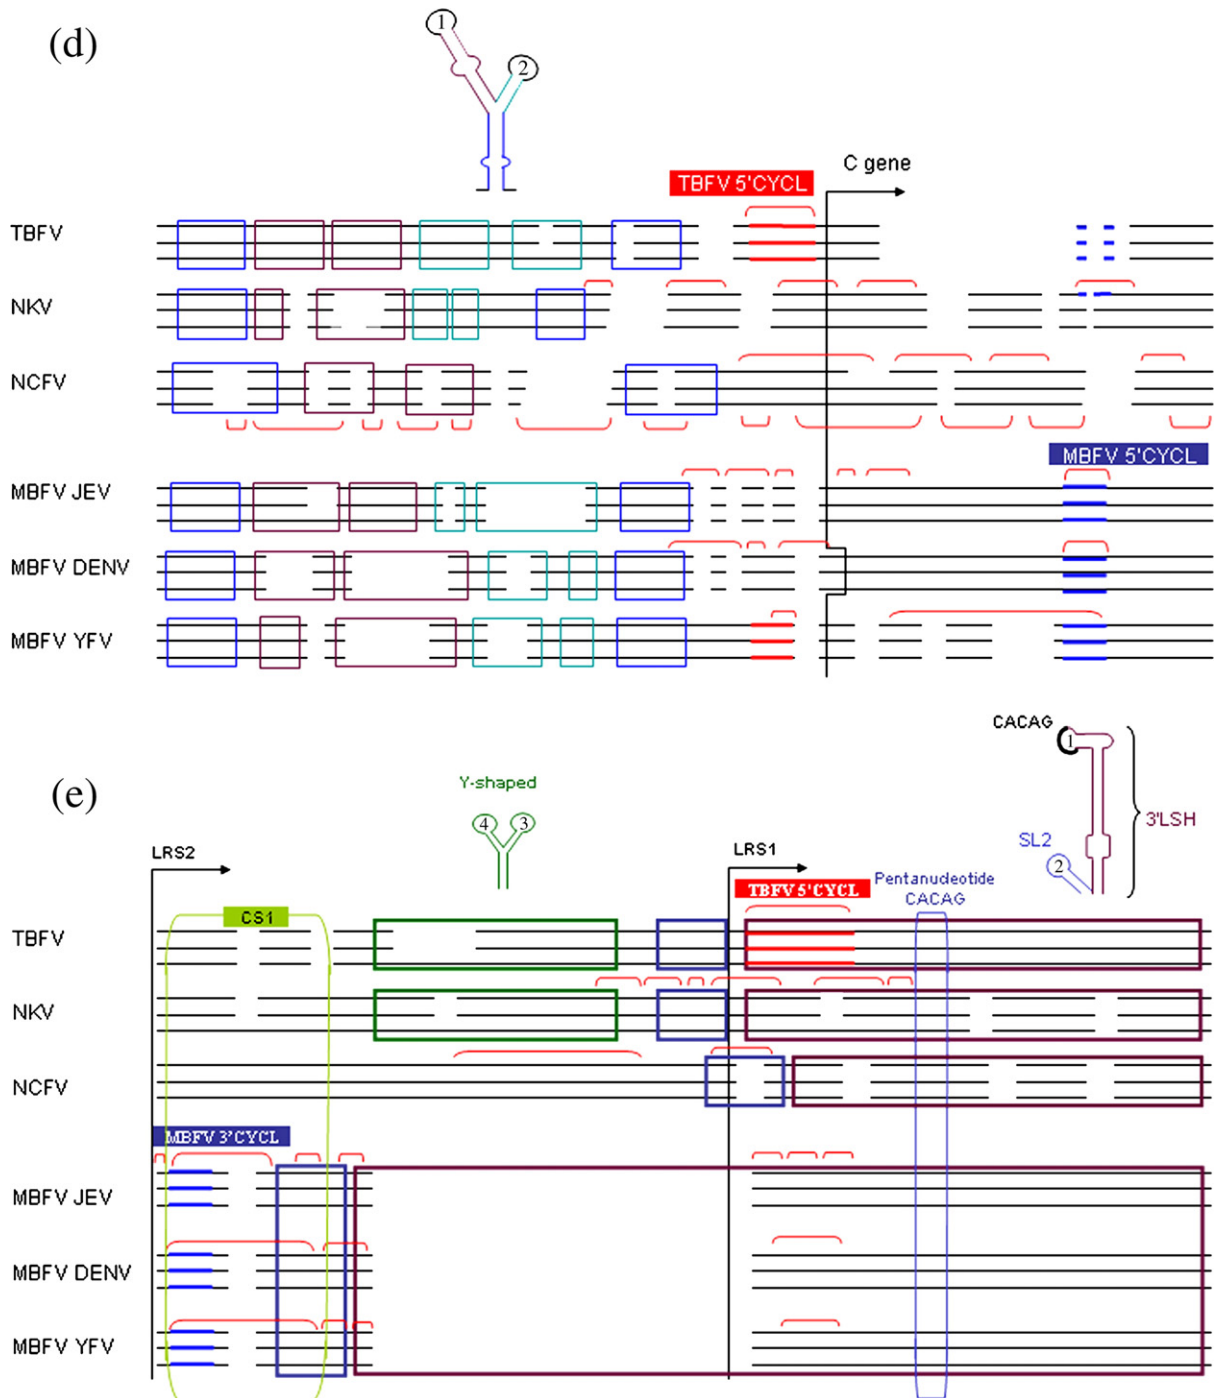 (d)
1
2
TBFV 5'CYCL
C gene
TBFV
NKV
NCFV
MBFV 5'CYCL
MBFV JEV
MBFV DENV
MBFV YFV
CACAG
1
3'LSH
SL2
2
(e)
Y-shaped
4 3
LRS2
LRS1
TBFV 5'CYCL
Pentanudeotide
CACAG
CS1
TBFV
NKV
NCFV
MBFV 3'CYCL
MBFV JEV
MBFV DENV
MBFV YFV